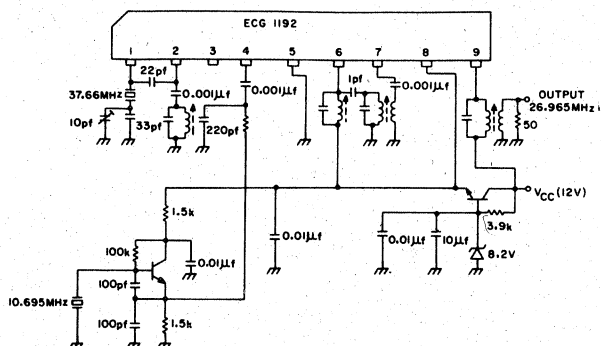 ECG 1192
1 2 3 4 5 6 7 8 9
22pf
1pf
37.66MHz
0.001µf
0.001µf
0.001µf
OUTPUT
26.965MHz
10pf
33pf
220pf
50
VCC (12V)
1.5k
3.9k
100k
0.01µf
0.01µf
0.01µf
10µf
8.2V
100pf
10.695MHz
100pf
1.5k